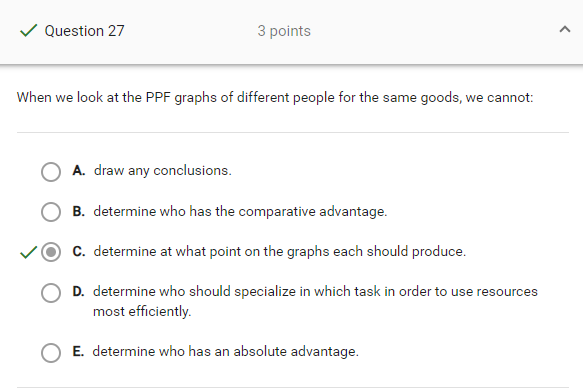 Question 27
3 points
When we look at the PPF graphs of different people for the same goods, we cannot:
A. draw any conclusions.
B. determine who has the comparative advantage.
C. determine at what point on the graphs each should produce.
D. determine who should specialize in which task in order to use resources
most efficiently.
E. determine who has an absolute advantage.